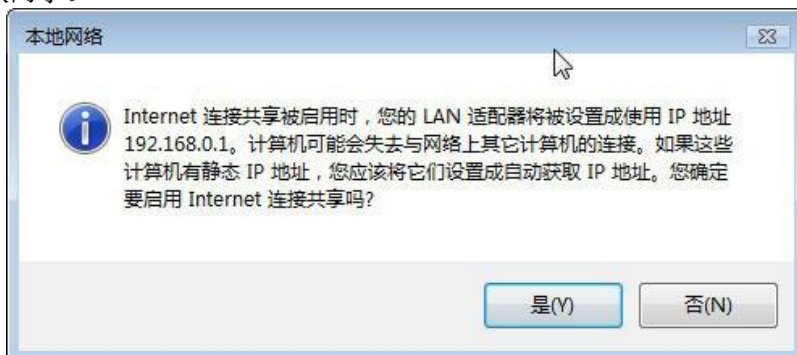 本地网络
Internet 连接共享被启用时，您的 LAN 适配器将被设置成使用 IP 地址
192.168.0.1。计算机可能会失去与网络上其它计算机的连接。如果这些
计算机有静态 IP 地址，您应该将它们设置成自动获取 IP 地址。您确定
要启用 Internet 连接共享吗?
是(Y)
否(N)